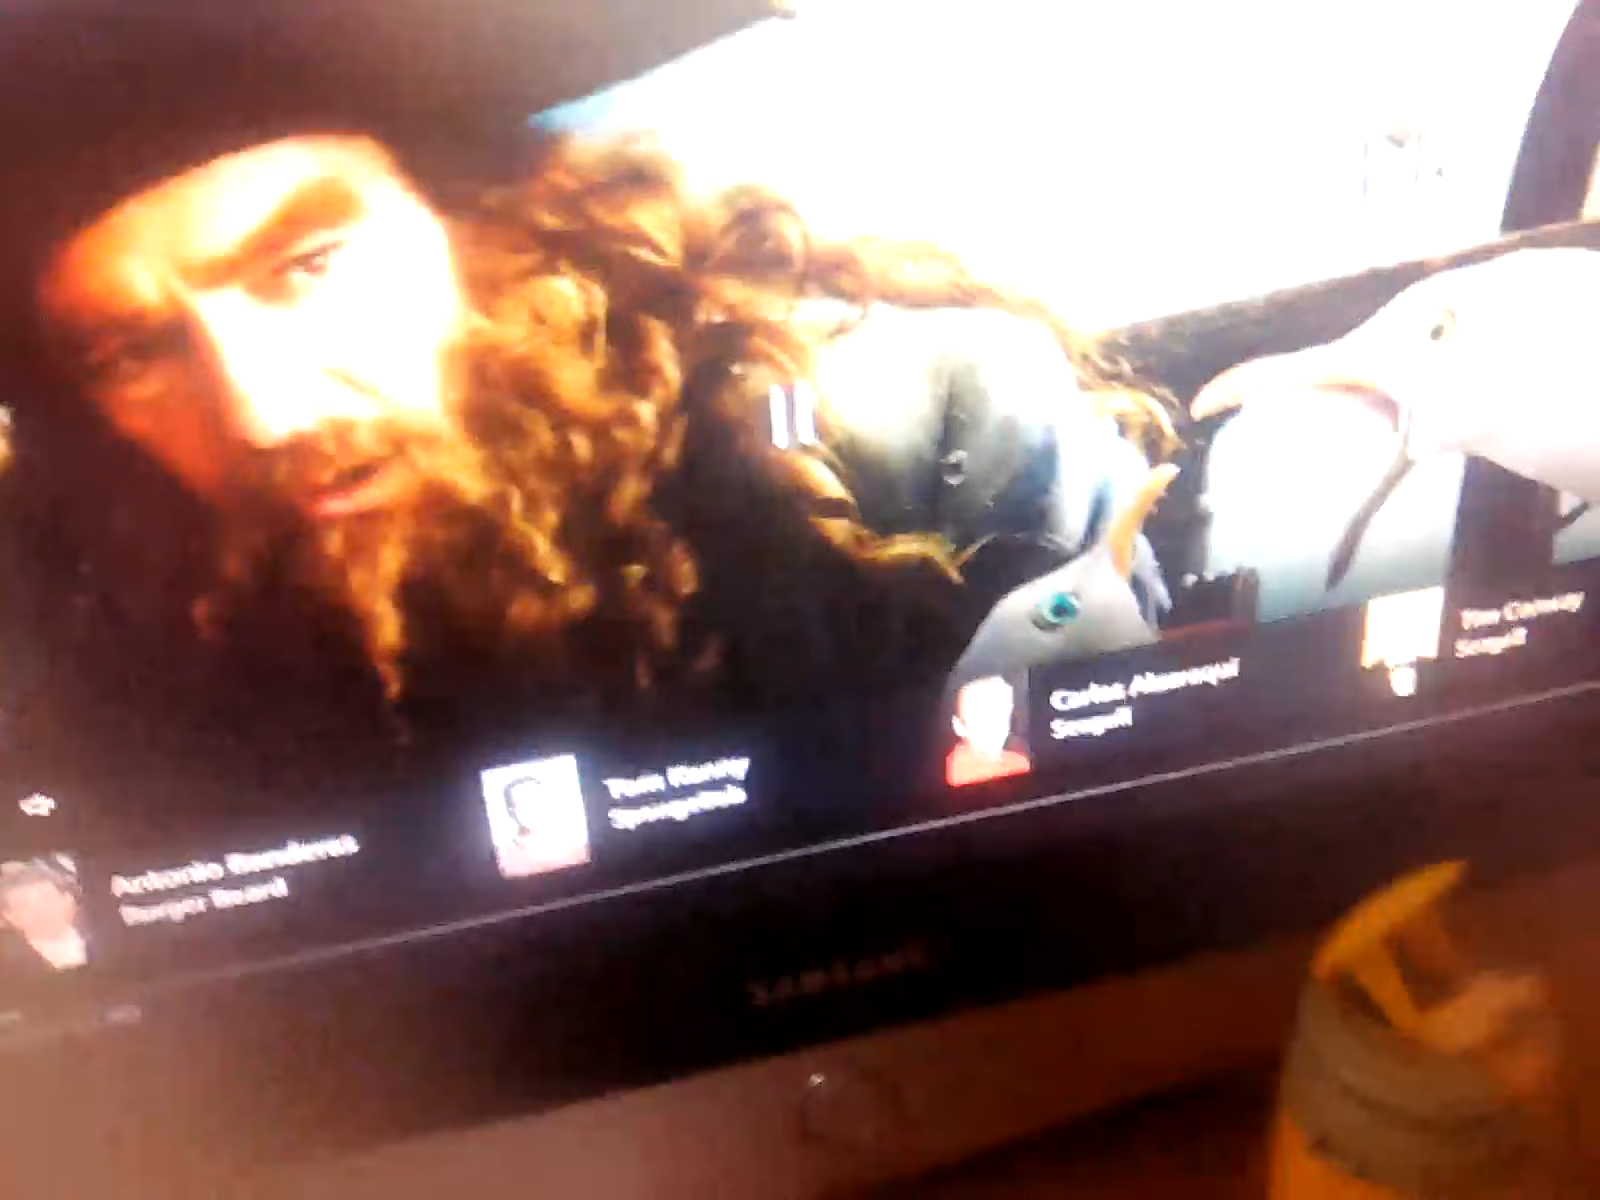 Antonio Banderas
Burger Beard
Tom Kenny
SpongeBob
Carlos Alazraqui
Seagull
Tim Conway
Seagull
SAMSUNG